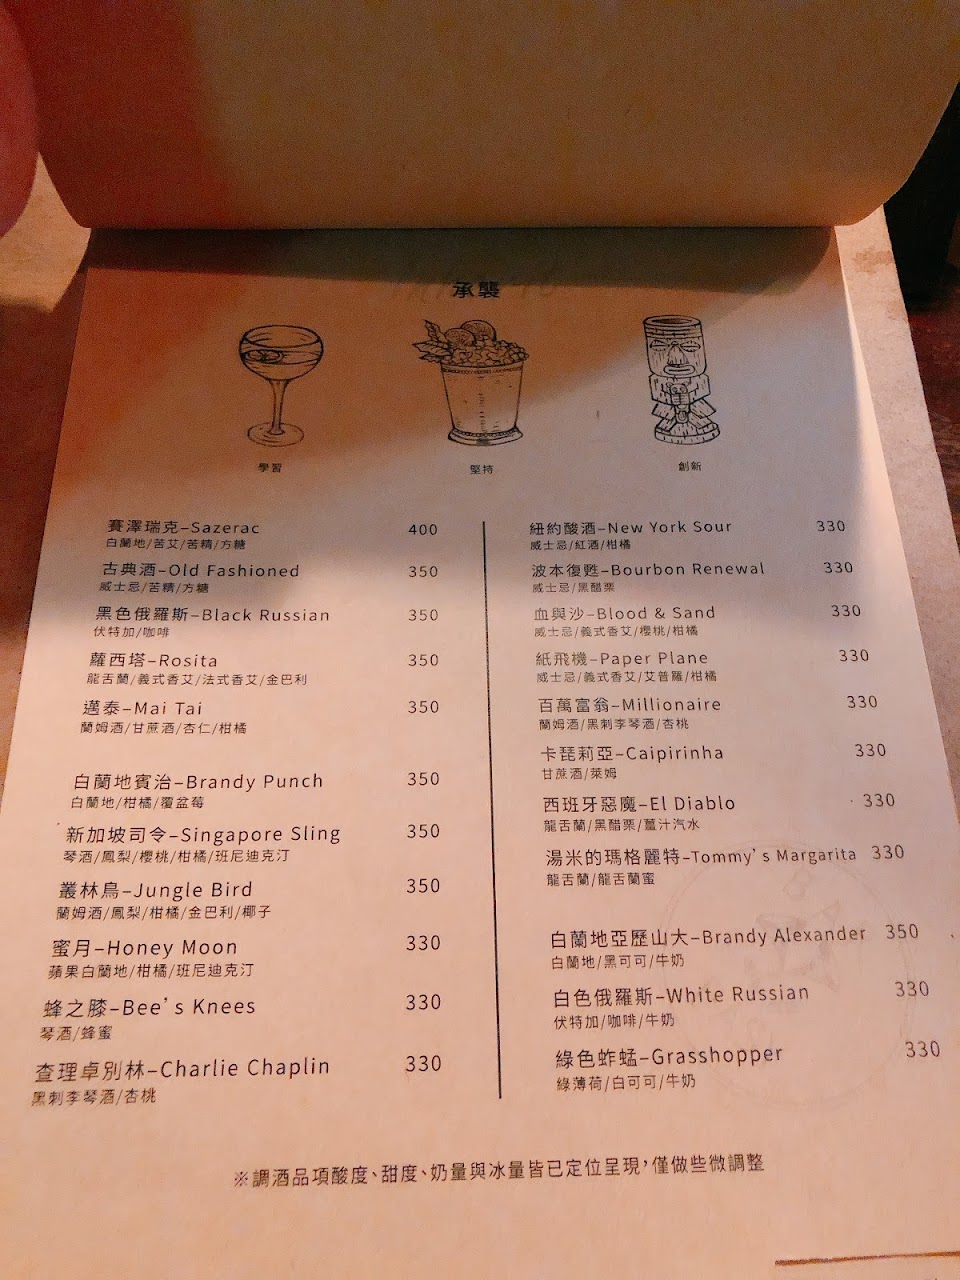 承襲
學習
堅持
創新
賽澤瑞克–Sazerac 400
白蘭地/苦艾/苦精/方糖
古典酒–Old Fashioned 350
威士忌/苦精/方糖
黑色俄羅斯–Black Russian 350
伏特加/咖啡
蘿西塔–Rosita 350
龍舌蘭/義式香艾/法式香艾/金巴利
邁泰–Mai Tai 350
蘭姆酒/甘蔗酒/杏仁/柑橘
白蘭地賓治–Brandy Punch 350
白蘭地/柑橘/覆盆莓
新加坡司令–Singapore Sling 350
琴酒/鳳梨/櫻桃/柑橘/班尼迪克汀
叢林鳥–Jungle Bird 350
蘭姆酒/鳳梨/柑橘/金巴利/椰子
蜜月–Honey Moon 330
蘋果白蘭地/柑橘/班尼迪克汀
蜂之膝–Bee's Knees 330
琴酒/蜂蜜
查理卓別林–Charlie Chaplin 330
黑刺李琴酒/杏桃
紐約酸酒–New York Sour 330
威士忌/紅酒/柑橘
波本復甦–Bourbon Renewal 330
威士忌/黑醋栗
血與沙–Blood & Sand 330
威士忌/義式香艾/櫻桃/柑橘
紙飛機–Paper Plane 330
威士忌/義式香艾/艾普羅/柑橘
百萬富翁–Millionaire 330
蘭姆酒/黑刺李琴酒/杏桃
卡琵莉亞–Caipirinha 330
甘蔗酒/萊姆
西班牙惡魔–El Diablo 330
龍舌蘭/黑醋栗/薑汁汽水
湯米的瑪格麗特–Tommy's Margarita 330
龍舌蘭/龍舌蘭蜜
白蘭地亞歷山大–Brandy Alexander 350
白蘭地/黑可可/牛奶
白色俄羅斯–White Russian 330
伏特加/咖啡/牛奶
綠色蚱蜢–Grasshopper 330
綠薄荷/白可可/牛奶
※調酒品項酸度、甜度、奶量與冰量皆已定位呈現，僅做些微調整